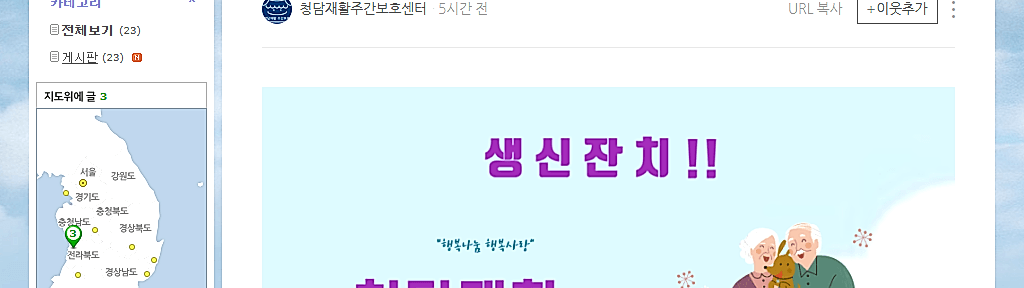 카테고리
전체보기 (23)
게시판 (23) N
지도위에 글 3
서울
강원도
경기도
충청북도
충청남도
경상북도
3
전라북도
경상남도
청담재활주간보호센터 · 5시간 전
URL 복사
+이웃추가
생신잔치!!
"행복나눔 행복사랑"